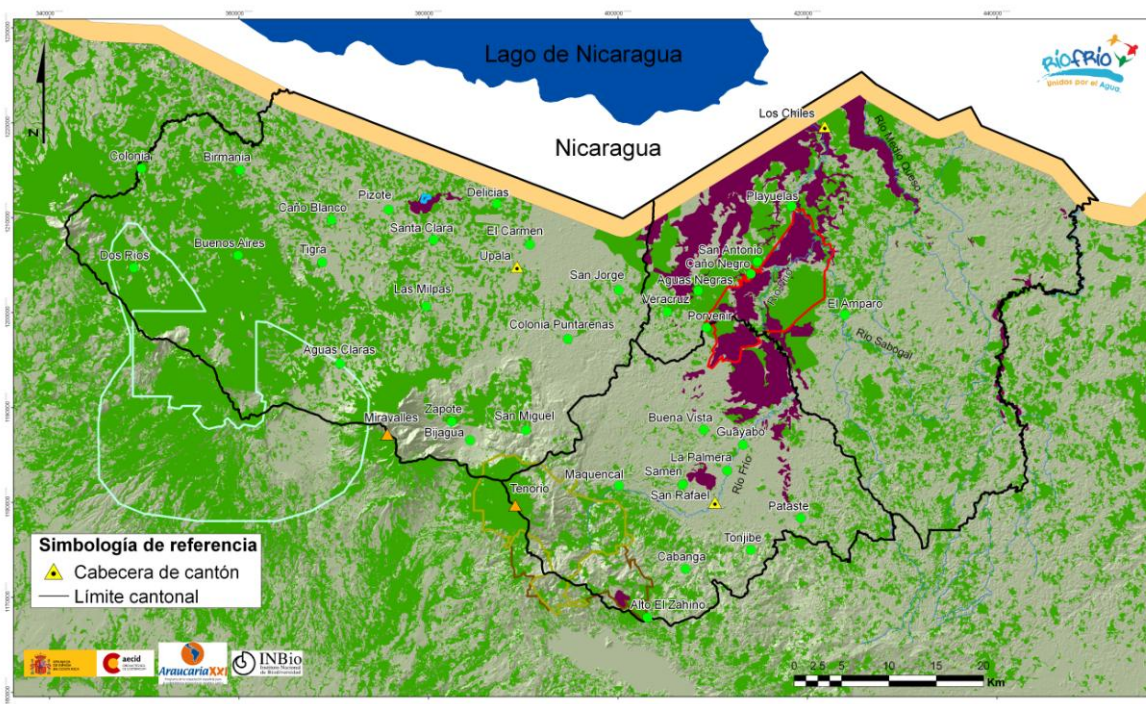 Lago de Nicaragua
RíoFRío
Unidos por el Agua.
N
Nicaragua
Los Chiles
Río Medio Queso
Colonia
Birmania
Pizote
Delicias
Playuelas
Caño Blanco
Santa Clara
El Carmen
Buenos Aires
Tigra
Dos Ríos
Upala
San Antonio
Caño Negro
San Jorge
Aguas Negras
Las Milpas
Veracruz
El Amparo
Porvenir
Colonia Puntarenas
Río Sabogal
Aguas Claras
Miravalles
Zapote
San Miguel
Bijagua
Buena Vista
Guayabo
La Palmera
Maquencal
Samen
Río Frío
Tenorio
San Rafael
Pataste
Tonjibe
Cabanga
Alto El Zahino
Simbología de referencia
Cabecera de cantón
Límite cantonal
aecid
Araucaria XXI
INBio
0 2.5 5 10 15 20
Km